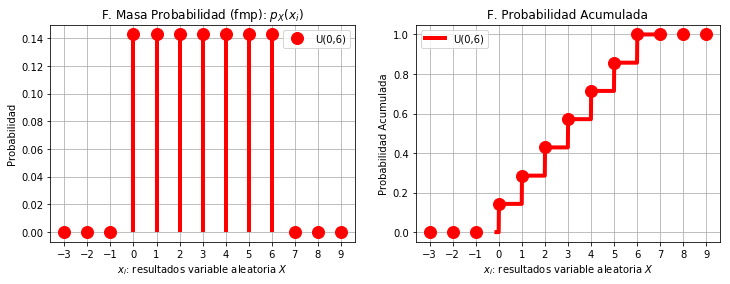 F. Masa Probabilidad (fmp): $p_X(x_i)$
Probabilidad
0.14
0.12
0.10
0.08
0.06
0.04
0.02
0.00
U(0,6)
−3 −2 −1 0 1 2 3 4 5 6 7 8 9
$x_i$: resultados variable aleatoria $X$
F. Probabilidad Acumulada
Probabilidad Acumulada
1.0
0.8
0.6
0.4
0.2
0.0
U(0,6)
−3 −2 −1 0 1 2 3 4 5 6 7 8 9
$x_i$: resultados variable aleatoria $X$